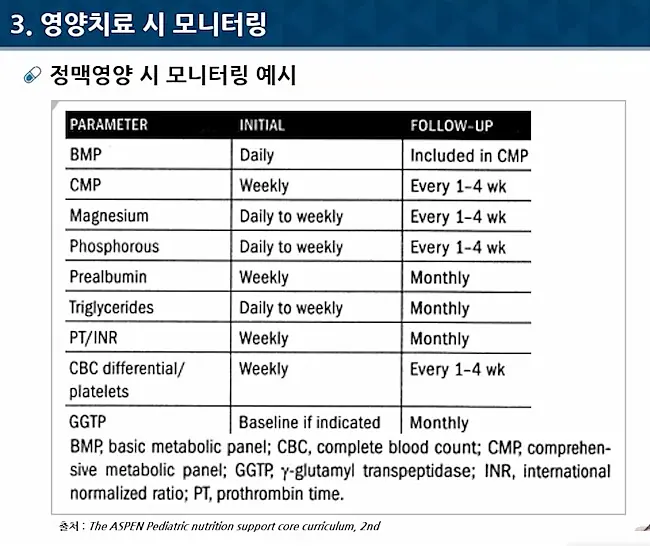 3. 영양치료 시 모니터링
정맥영양 시 모니터링 예시
PARAMETER INITIAL FOLLOW-UP
BMP Daily Included in CMP
CMP Weekly Every 1–4 wk
Magnesium Daily to weekly Every 1–4 wk
Phosphorous Daily to weekly Every 1–4 wk
Prealbumin Weekly Monthly
Triglycerides Daily to weekly Monthly
PT/INR Weekly Monthly
CBC differential/ Weekly Every 1–4 wk
platelets
GGTP Baseline if indicated Monthly
BMP, basic metabolic panel; CBC, complete blood count; CMP, comprehen-
sive metabolic panel; GGTP, γ-glutamyl transpeptidase; INR, international
normalized ratio; PT, prothrombin time.
출처 : The ASPEN Pediatric nutrition support core curriculum, 2nd